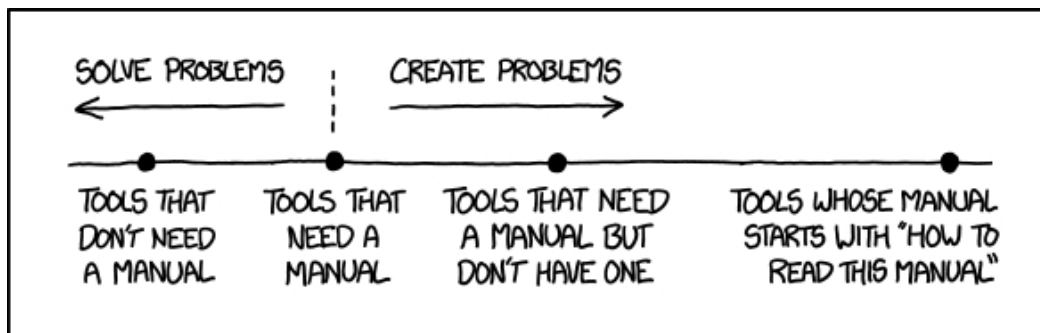 SOLVE PROBLEMS
CREATE PROBLEMS
TOOLS THAT
DON'T NEED
A MANUAL
TOOLS THAT
NEED A
MANUAL
TOOLS THAT NEED
A MANUAL BUT
DON'T HAVE ONE
TOOLS WHOSE MANUAL
STARTS WITH "HOW TO
READ THIS MANUAL"